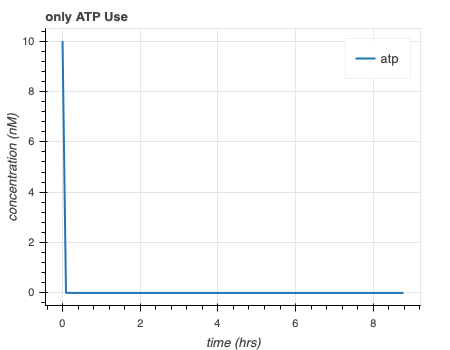 only ATP Use
10
8
6
4
2
0
concentration (nM)
atp
0 2 4 6 8
time (hrs)